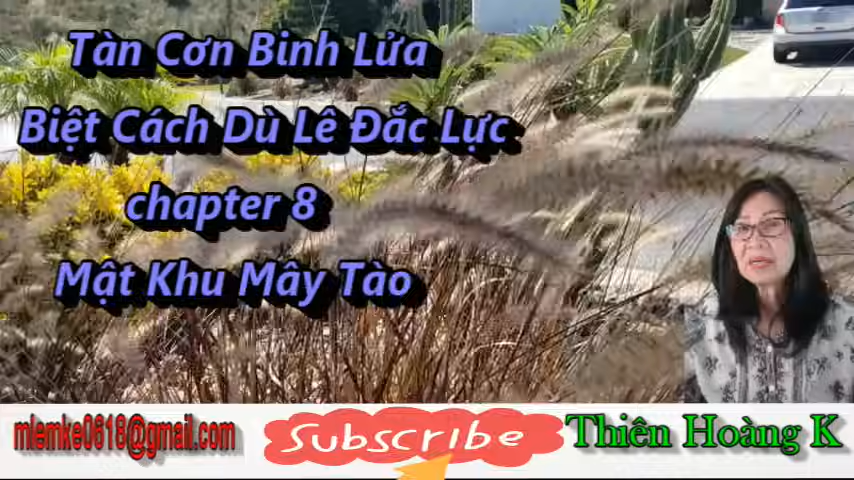 Tàn Cơn Binh Lửa
Biệt Cách Dù Lê Đắc Lực
chapter 8
Mật Khu Mây Tào
mlemke0618@gmail.com
Subscribe
Thiên Hoàng K